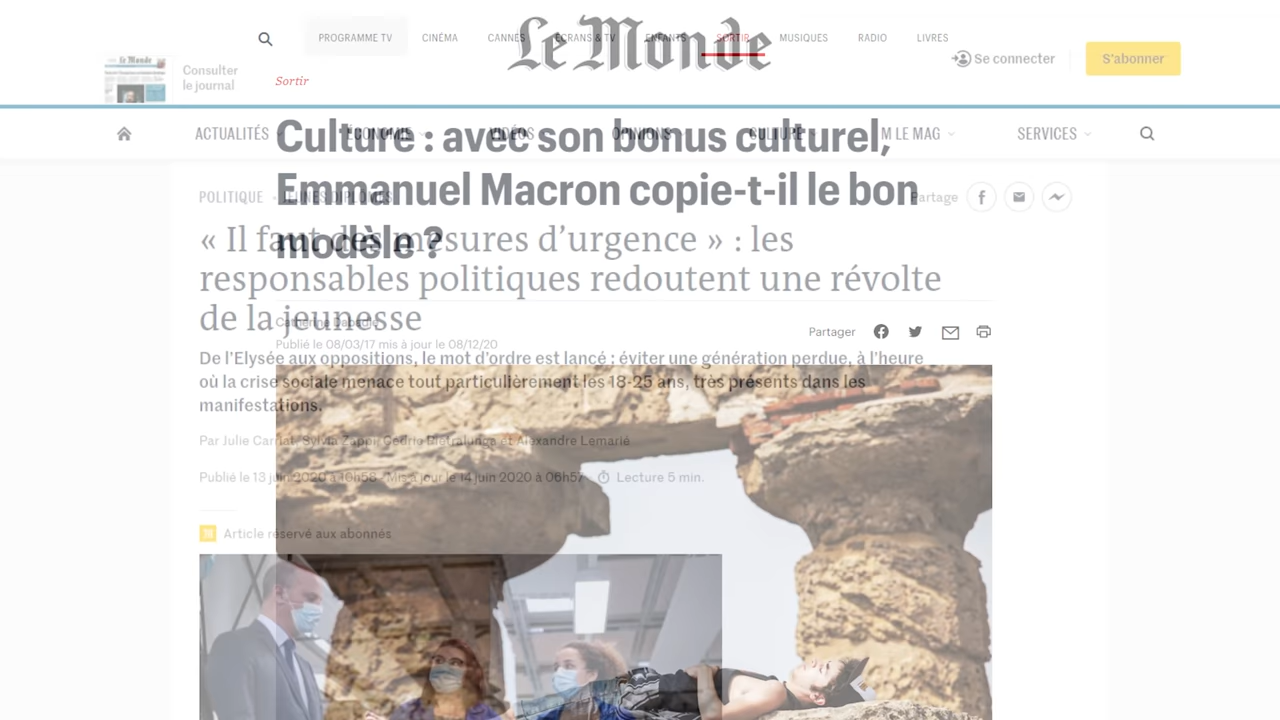 PROGRAMME TV CINÉMA CANNES ÉCRANS & TV ENFANTS SORTIR MUSIQUES RADIO LIVRES
Le Monde
Se connecter
S'abonner
Consulter
le journal
Sortir
ACTUALITÉS ÉCONOMIE VIDÉOS OPINIONS CULTURE M LE MAG SERVICES
Culture : avec son bonus culturel,
Emmanuel Macron copie-t-il le bon
modèle ?
POLITIQUE • JEUNES DIPLÔMÉS
Partage
« Il faut des mesures d'urgence » : les
responsables politiques redoutent une révolte
de la jeunesse
Catherine
Publié le 08/03/17 mis à jour le 08/12/20
Partager
De l'Elysée aux oppositions, le mot d'ordre est lancé : éviter une génération perdue, à l'heure
où la crise sociale menace tout particulièrement les 18-25 ans, très présents dans les
manifestations.
Par Julie Carriat, Sylvia Zappi, Cédric Pietralunga et Alexandre Lemarié
Publié le 13 juin 2020 à 10h58 - Mis à jour le 14 juin 2020 à 06h57 Lecture 5 min.
Article réservé aux abonnés